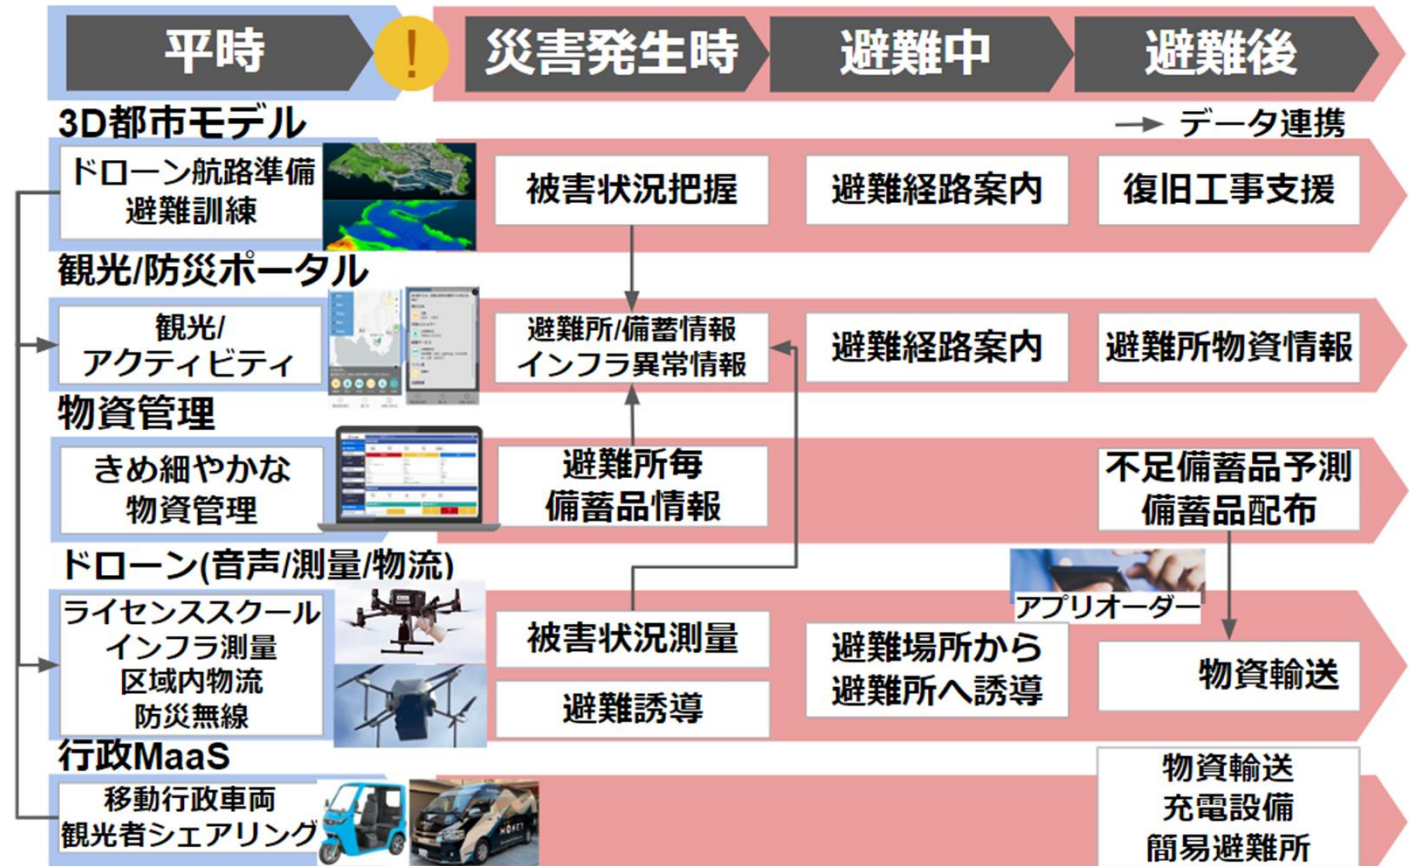 平時
!
災害発生時
避難中
避難後
3D都市モデル
データ連携
ドローン航路準備
避難訓練
被害状況把握
避難経路案内
復旧工事支援
観光/防災ポータル
観光/
アクティビティ
避難所/備蓄情報
インフラ異常情報
避難経路案内
避難所物資情報
物資管理
きめ細やかな
物資管理
避難所毎
備蓄品情報
不足備蓄品予測
備蓄品配布
ドローン(音声/測量/物流)
アプリオーダー
ライセンススクール
インフラ測量
区域内物流
防災無線
被害状況測量
避難誘導
避難場所から
避難所へ誘導
物資輸送
行政MaaS
移動行政車両
観光者シェアリング
MONET
物資輸送
充電設備
簡易避難所